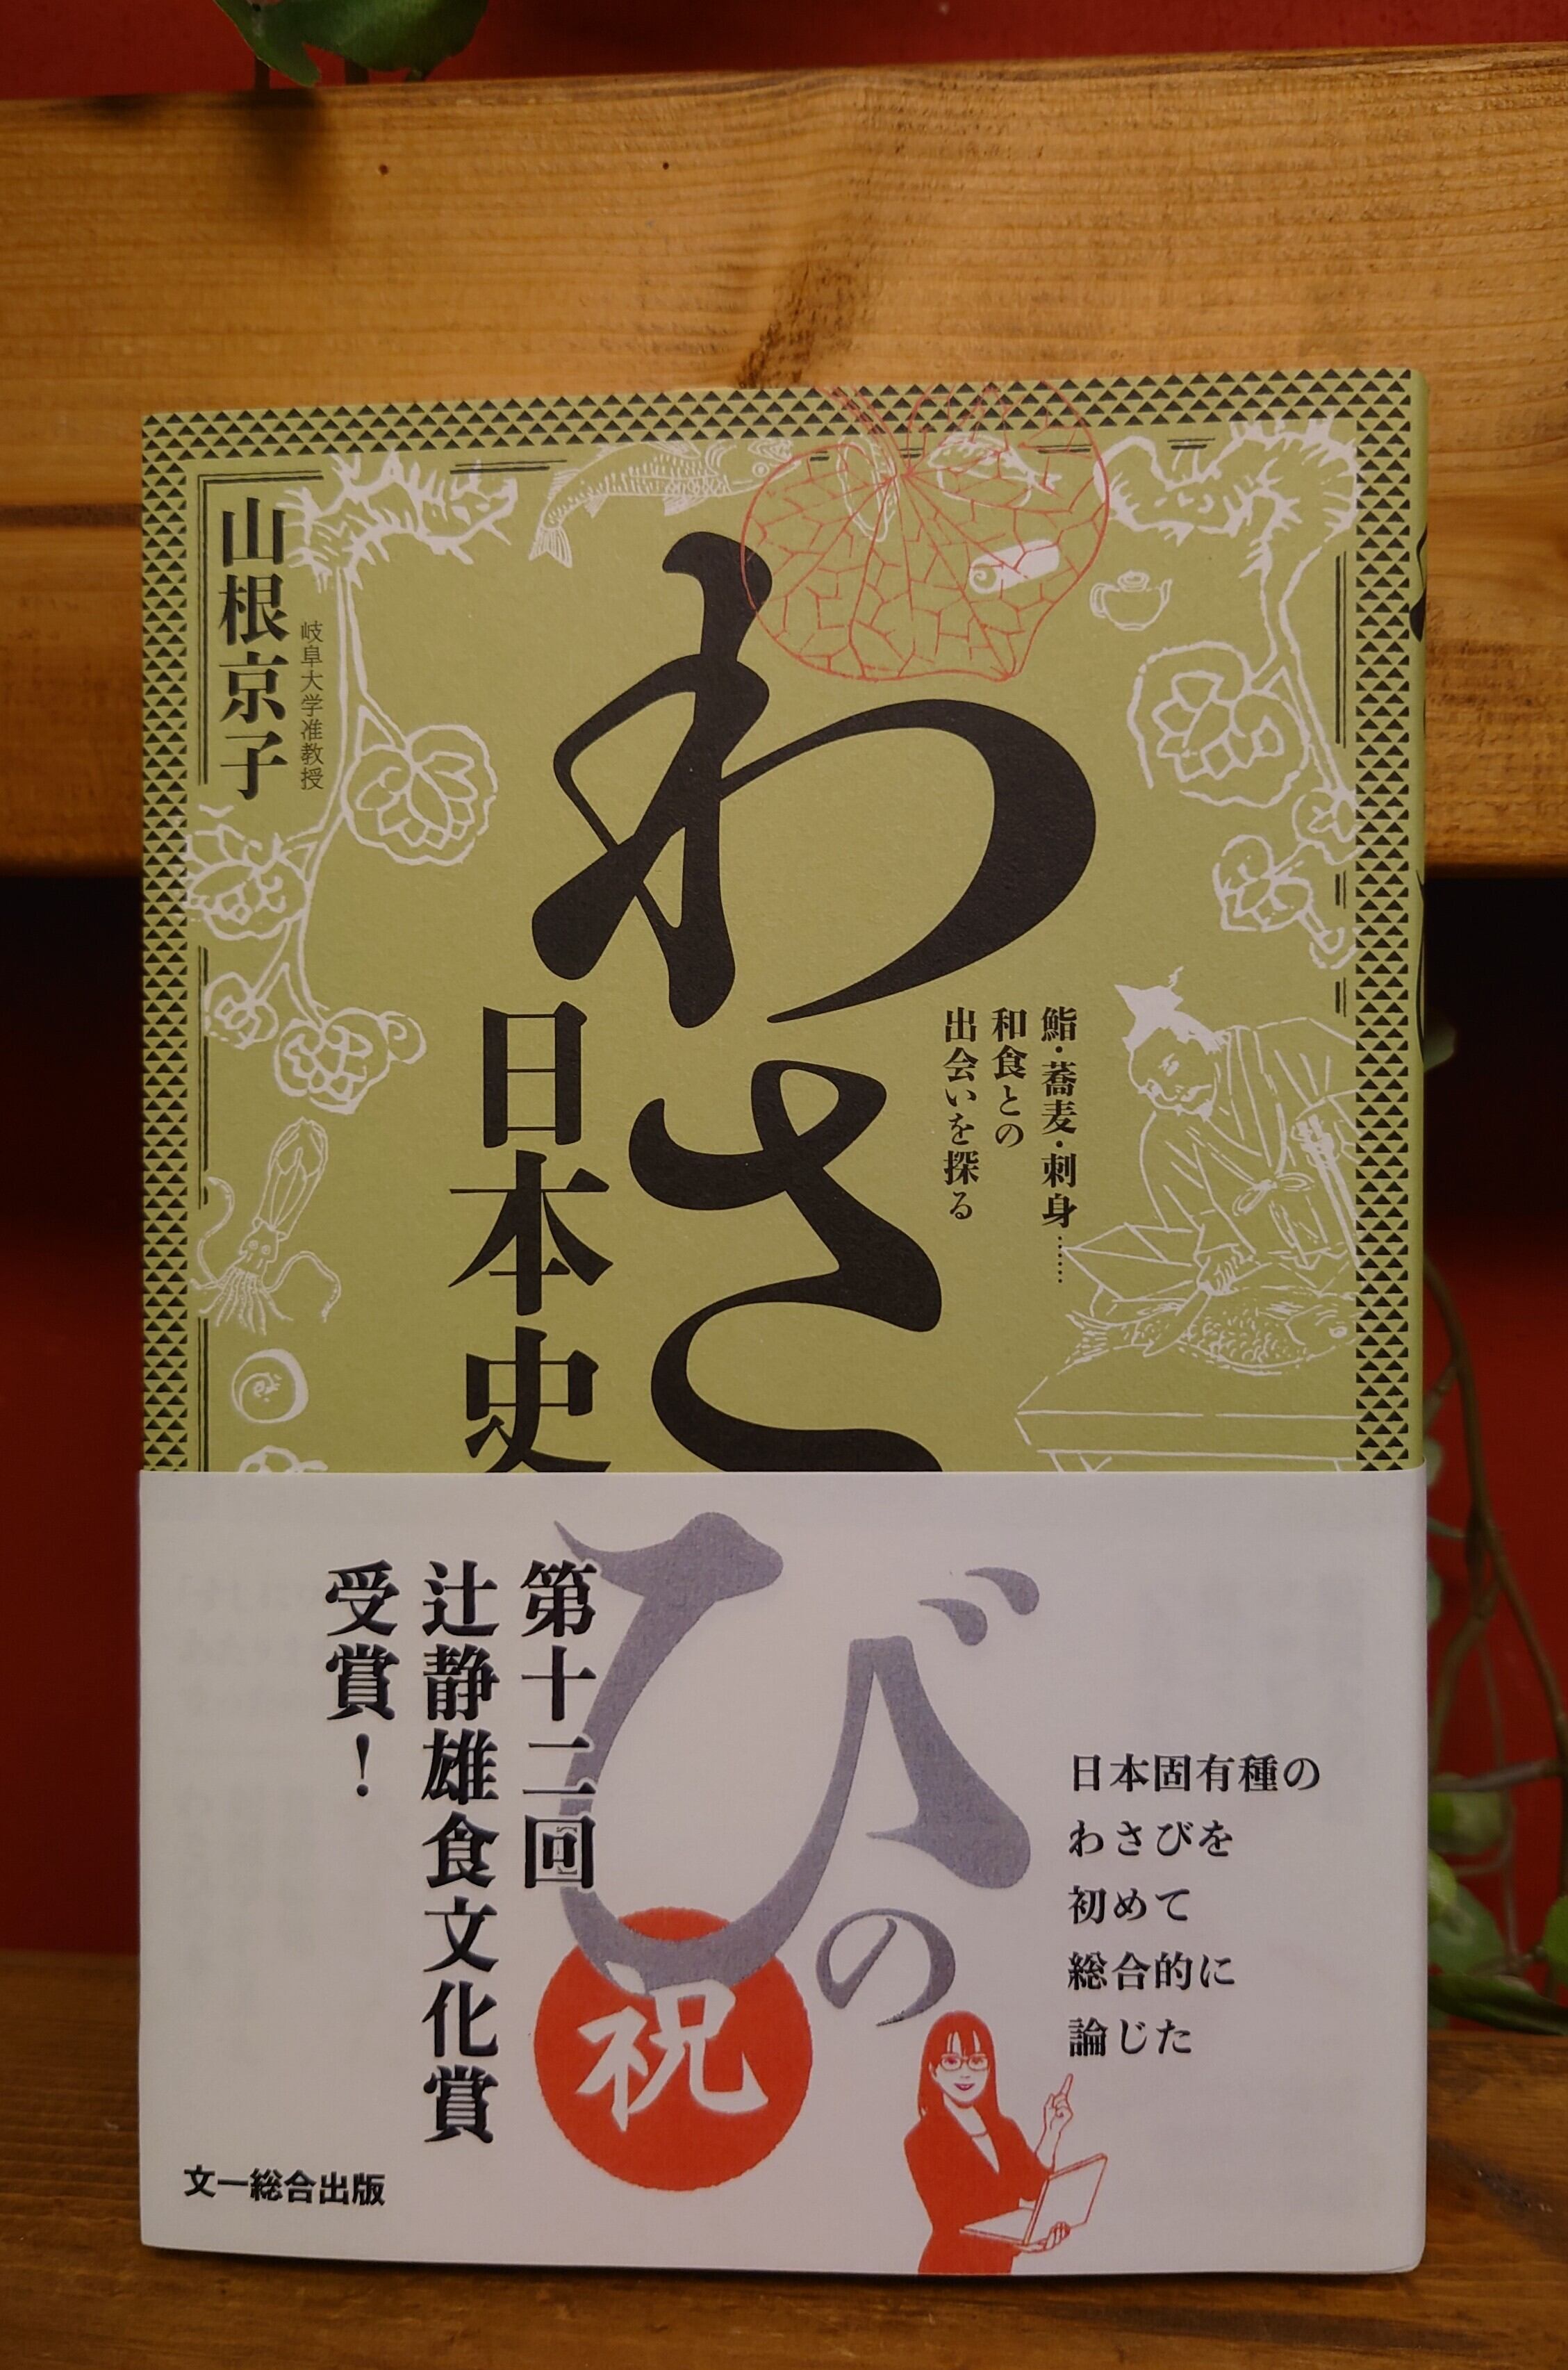 わさびの
日本史
鮨・蕎麦・刺身……
和食との
出会いを探る
岐阜大学准教授
山根京子
日本固有種の
わさびを
初めて
総合的に
論じた
第十二回
辻静雄食文化賞
受賞！
祝
文一総合出版